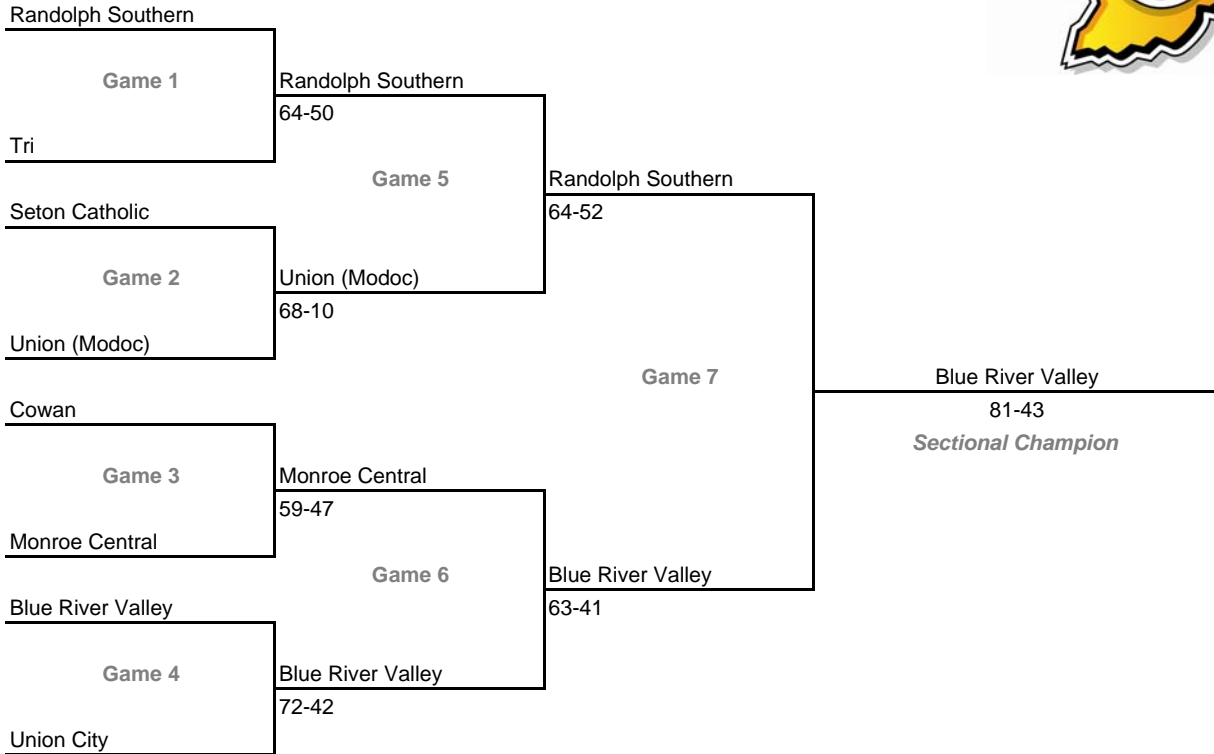 Randolph Southern
Game 1
Randolph Southern
64-50
Tri
Game 5
Randolph Southern
64-52
Seton Catholic
Game 2
Union (Modoc)
68-10
Union (Modoc)
Game 7
Blue River Valley
81-43
Sectional Champion
Cowan
Game 3
Monroe Central
59-47
Monroe Central
Game 6
Blue River Valley
63-41
Blue River Valley
Game 4
Blue River Valley
72-42
Union City